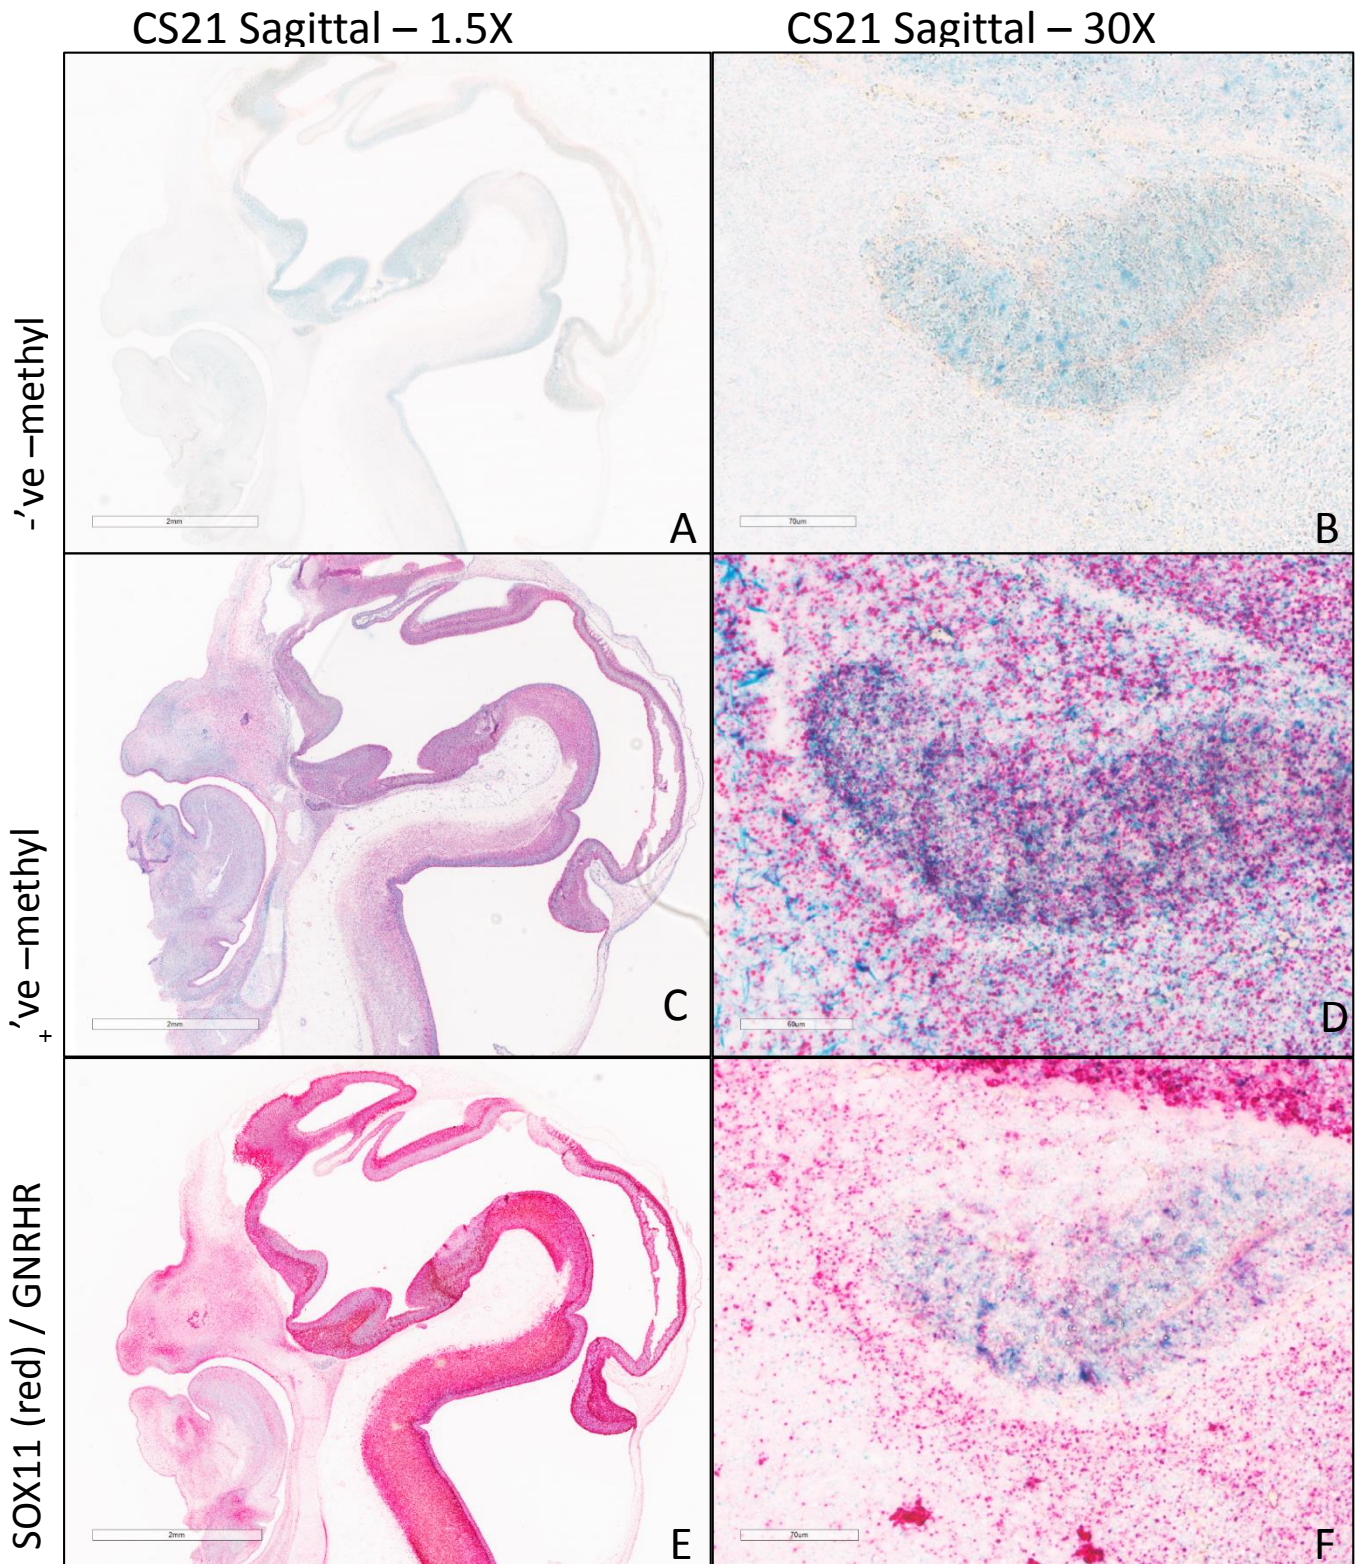 CS21 Sagittal – 1.5X
CS21 Sagittal – 30X
-’ve –methyl
2mm
A
70um
B
+’ve –methyl
2mm
C
60um
D
SOX11 (red) / GNRHR
2mm
E
70um
F